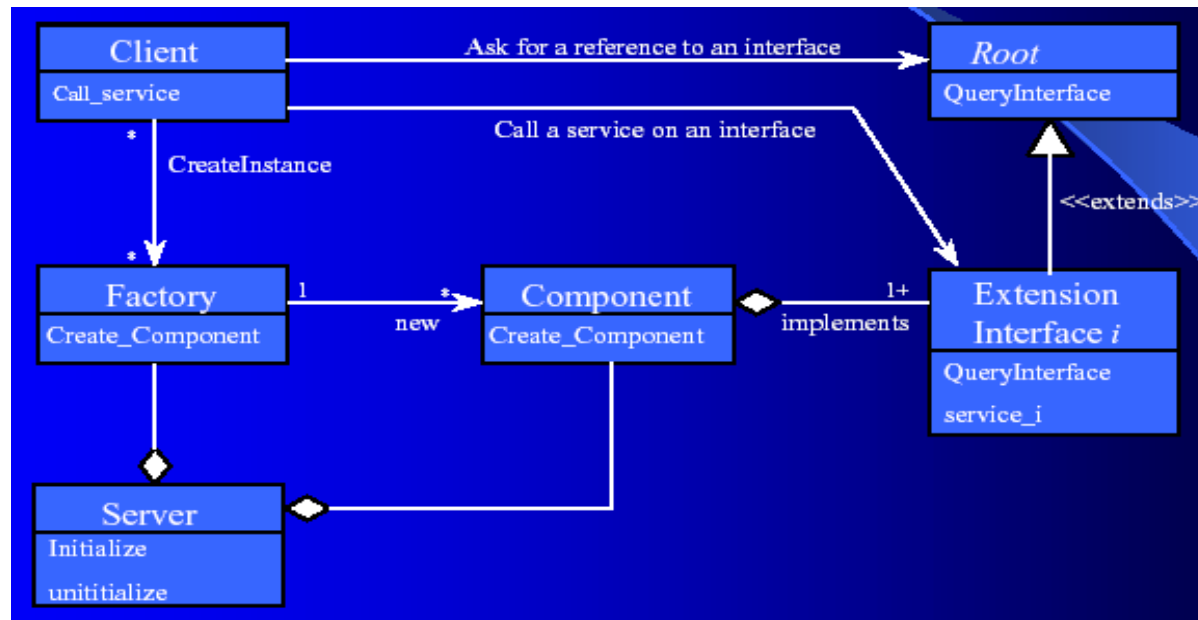 Client
Call_service
Ask for a reference to an interface
Root
QueryInterface
Call a service on an interface
*
CreateInstance
*
<<extends>>
Factory
Create_Component
1
*
new
Component
Create_Component
1+
implements
Extension
Interface i
QueryInterface
service_i
Server
Initialize
unititialize